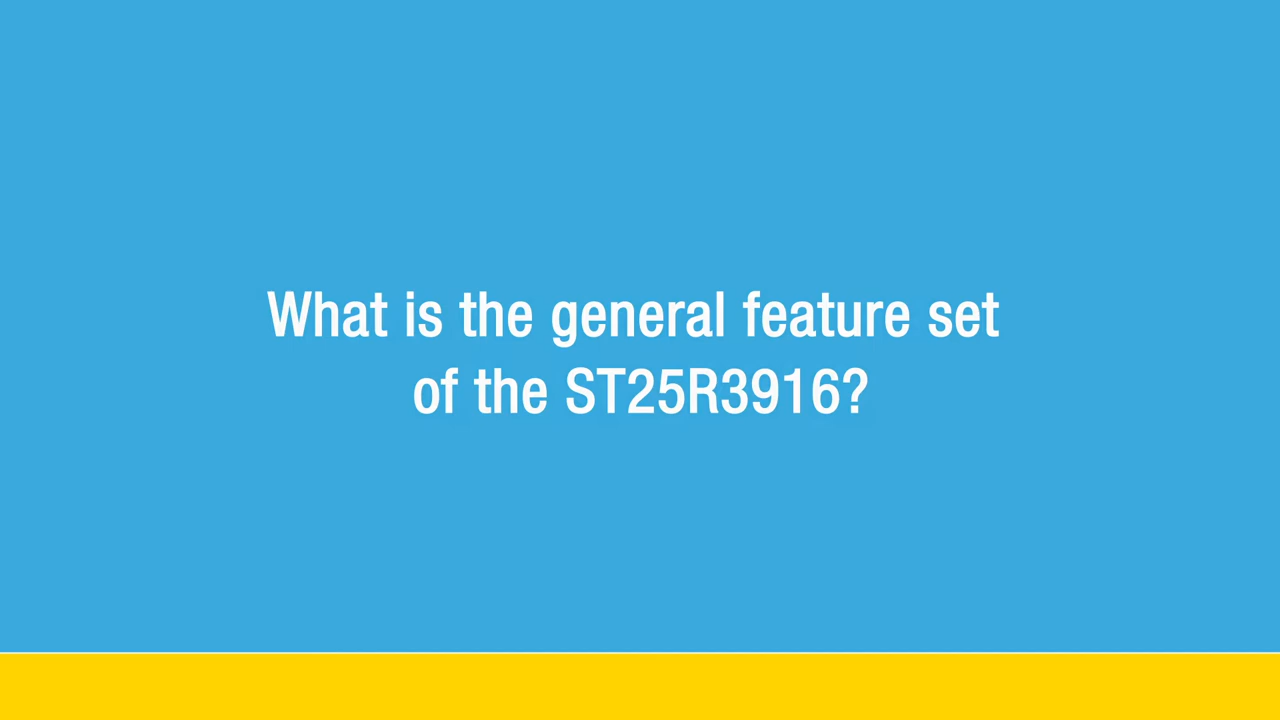 What is the general feature set
of the ST25R3916?